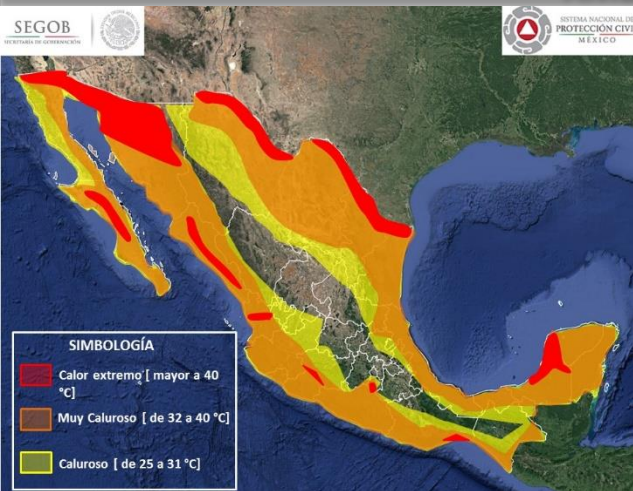 SEGOB
SECRETARÍA DE GOBERNACIÓN
SISTEMA NACIONAL DE
PROTECCIÓN CIVIL
MÉXICO
SIMBOLOGÍA
Calor extremo [ mayor a 40
°C]
Muy Caluroso [ de 32 a 40 °C]
Caluroso [ de 25 a 31 °C]